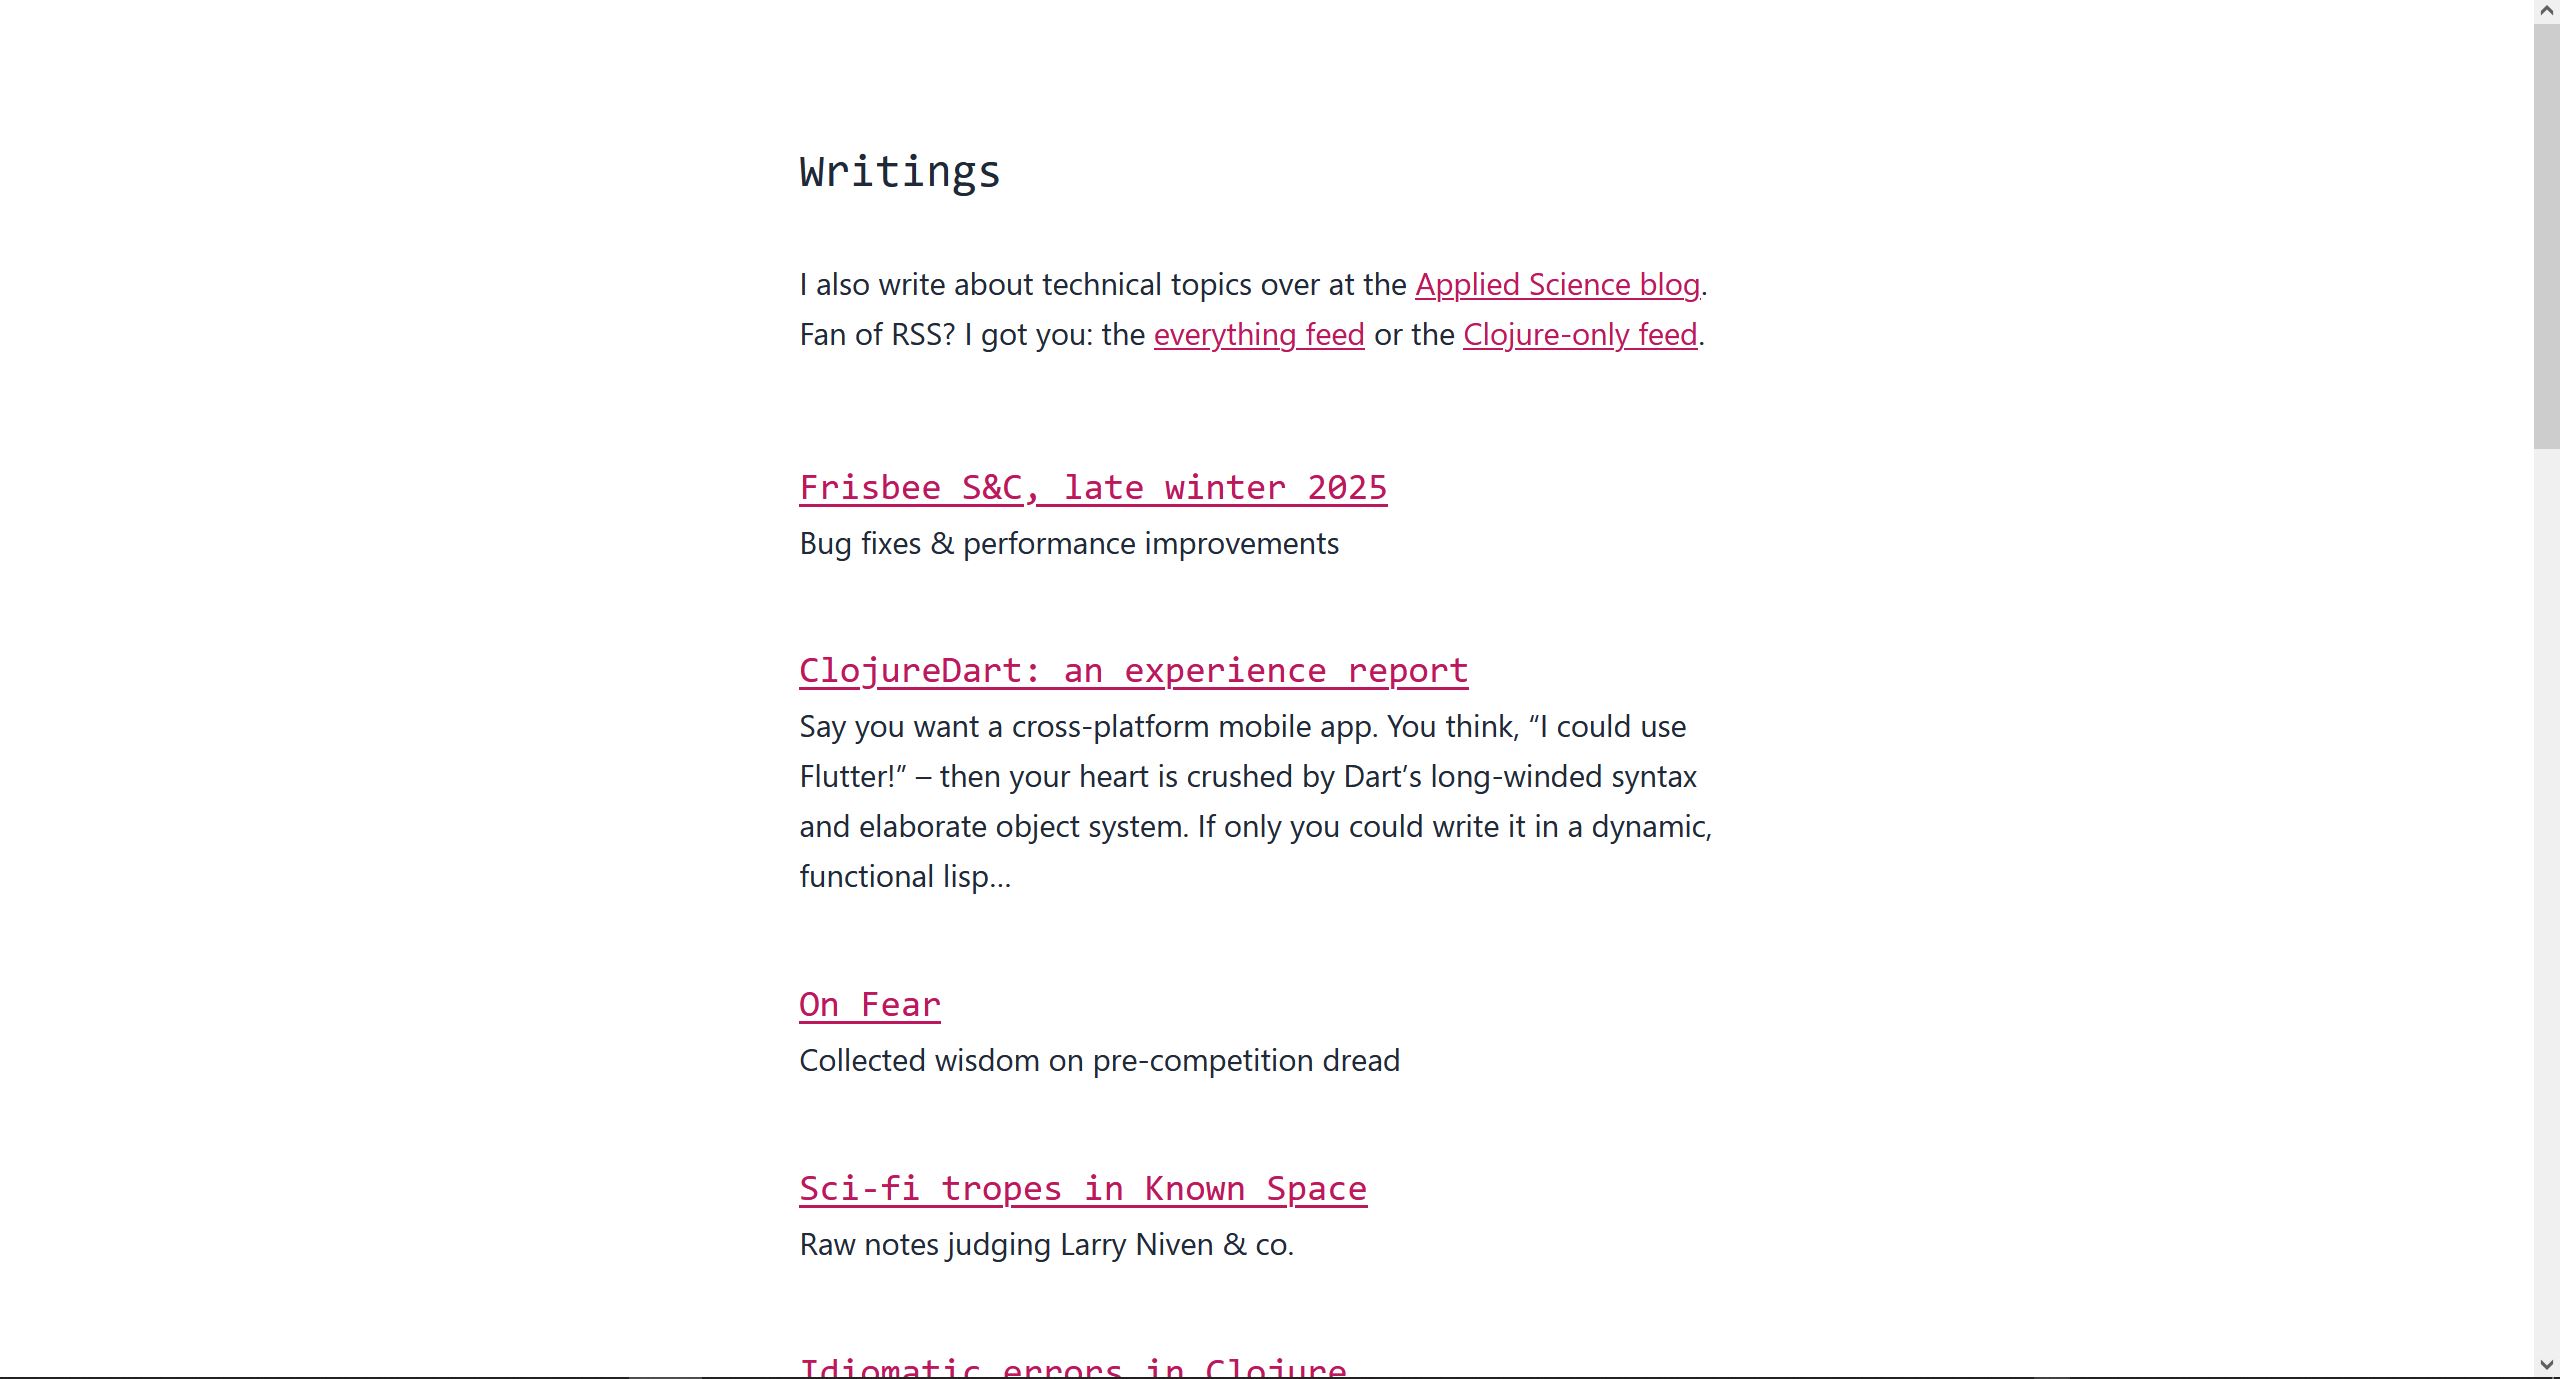 Writings
I also write about technical topics over at the Applied Science blog.
Fan of RSS? I got you: the everything feed or the Clojure-only feed.
Frisbee S&C, late winter 2025
Bug fixes & performance improvements
ClojureDart: an experience report
Say you want a cross-platform mobile app. You think, “I could use
Flutter!” – then your heart is crushed by Dart’s long-winded syntax
and elaborate object system. If only you could write it in a dynamic,
functional lisp…
On Fear
Collected wisdom on pre-competition dread
Sci-fi tropes in Known Space
Raw notes judging Larry Niven & co.
Idiomatic errors in Clojure